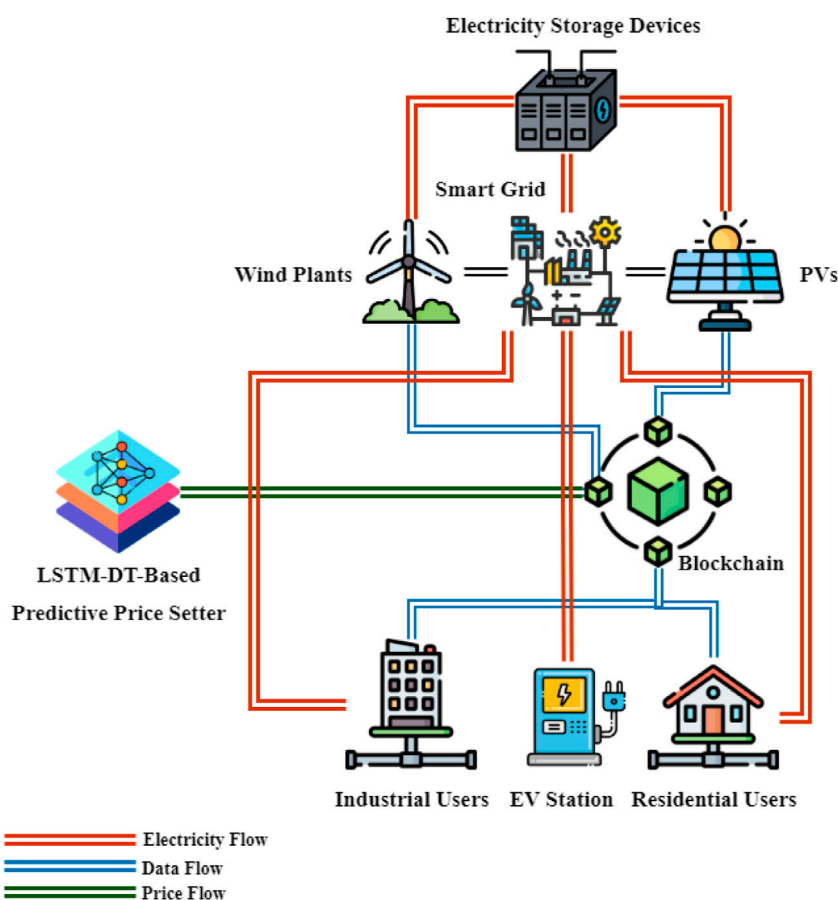 Electricity Storage Devices
Smart Grid
Wind Plants
PVs
LSTM-DT-Based
Predictive Price Setter
Blockchain
Industrial Users
EV Station
Residential Users
Electricity Flow
Data Flow
Price Flow